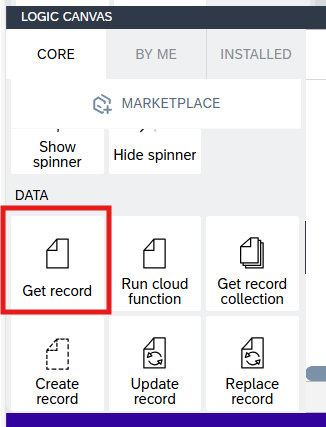 LOGIC CANVAS
CORE BY ME INSTALLED
MARKETPLACE
Show
spinner
Hide spinner
DATA
Get record
Run cloud
function
Get record
collection
Create
record
Update
record
Replace
record